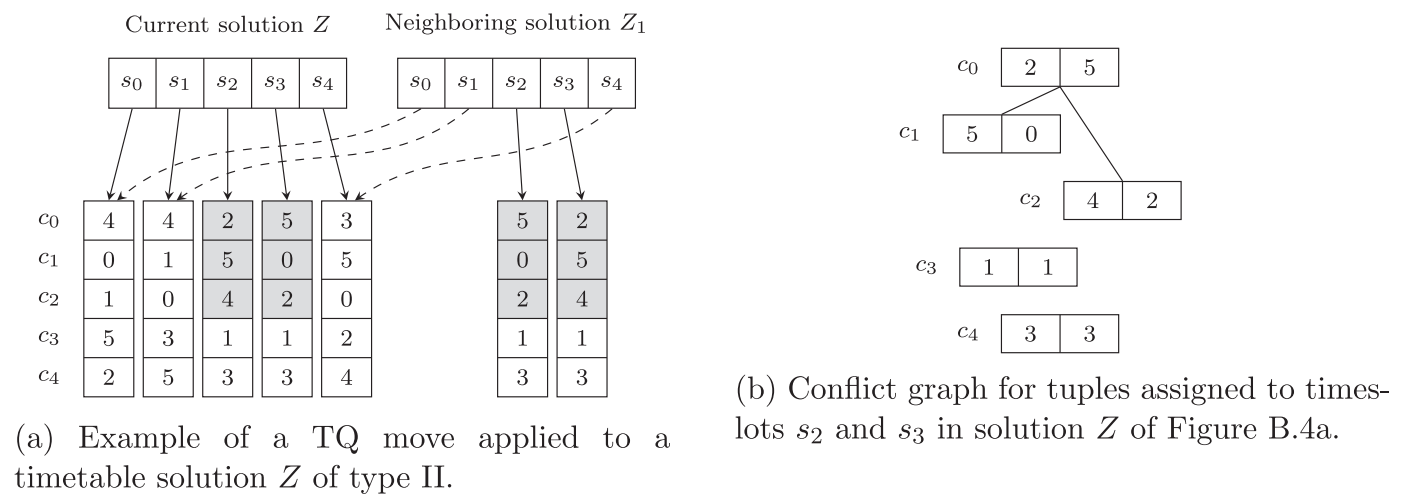 Current solution Z
Neighboring solution Z₁
s₀ s₁ s₂ s₃ s₄
s₀ s₁ s₂ s₃ s₄
c₀ 4 4 2 5 3 5 2
c₁ 0 1 5 0 5 0 5
c₂ 1 0 4 2 0 2 4
c₃ 5 3 1 1 2 1 1
c₄ 2 5 3 3 4 3 3
(a) Example of a TQ move applied to a
timetable solution Z of type II.
c₀ 2 5
c₁ 5 0
c₂ 4 2
c₃ 1 1
c₄ 3 3
(b) Conflict graph for tuples assigned to times-
lots s₂ and s₃ in solution Z of Figure B.4a.